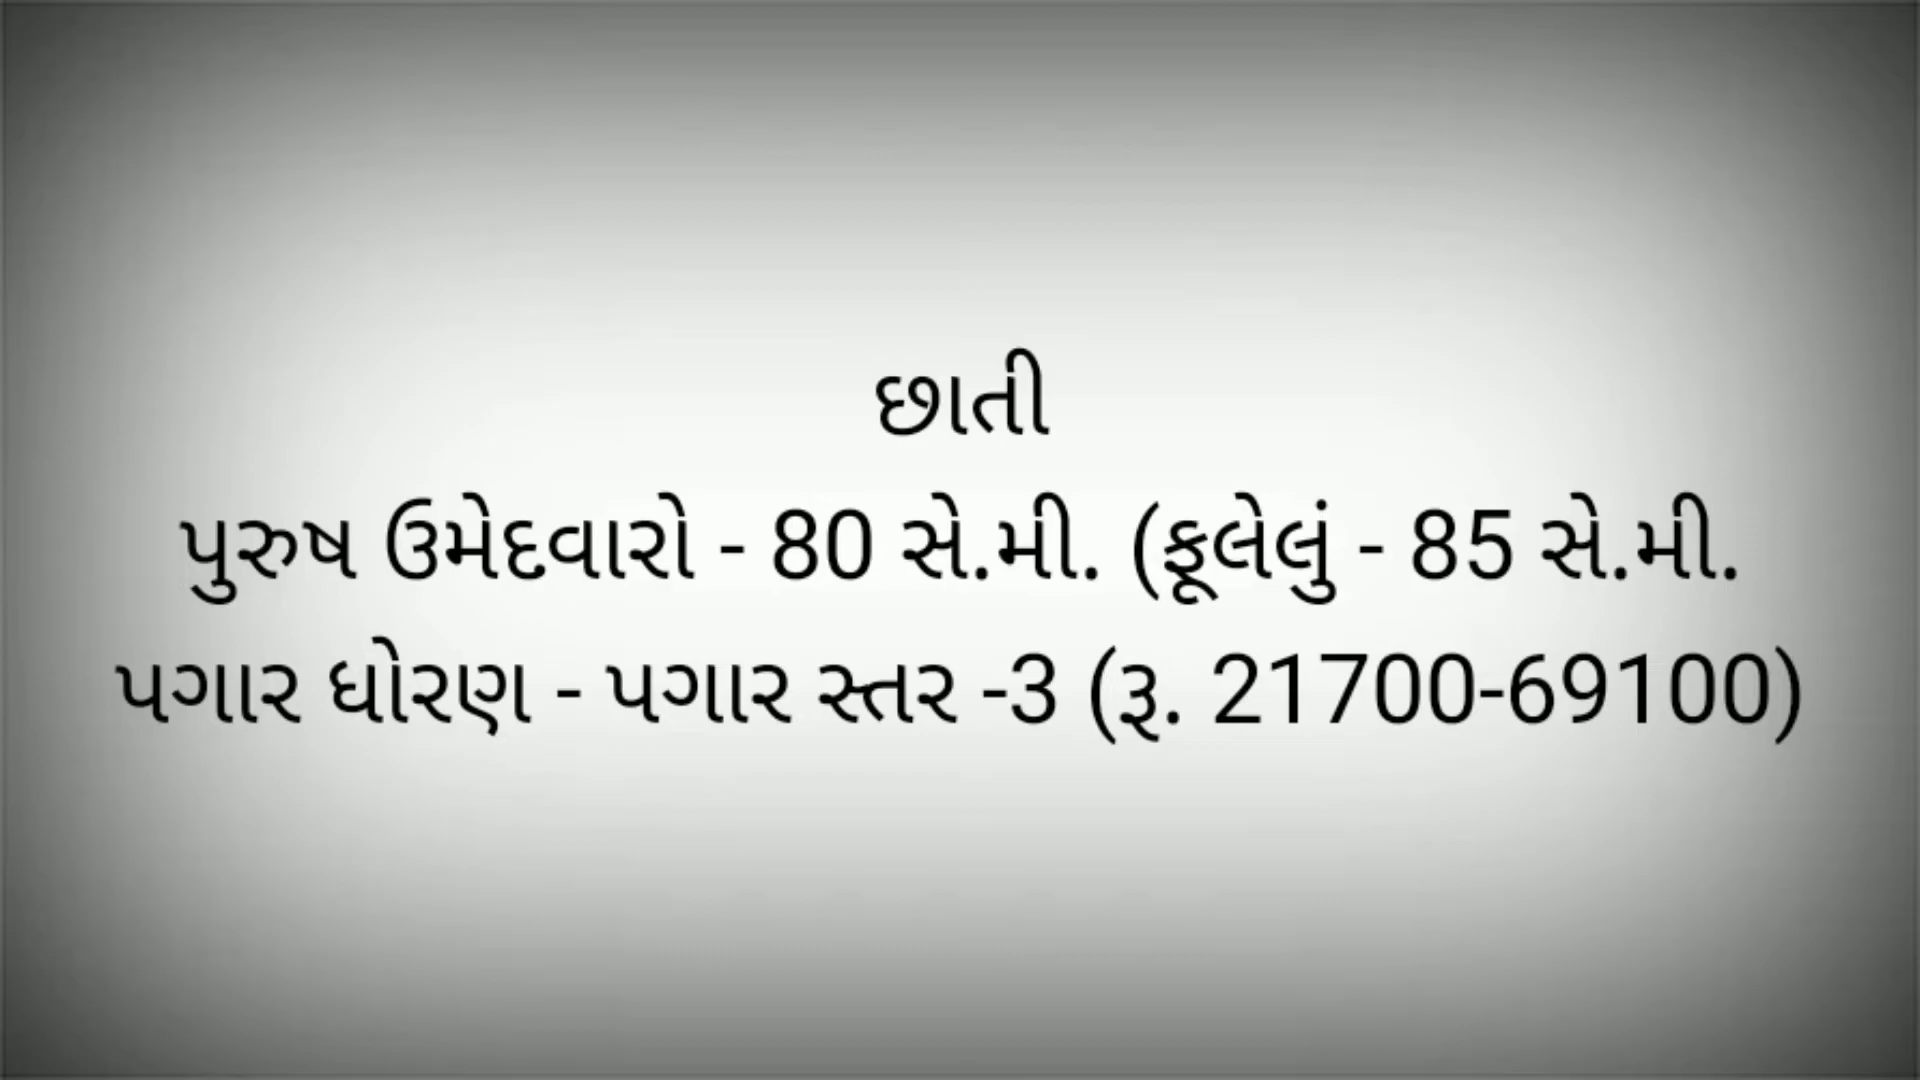 છાતી
પુરુષ ઉમેદવારો - 80 સે.મી. (ફૂલેલું - 85 સે.મી.
પગાર ધોરણ - પગાર સ્તર -3 (રૂ. 21700-69100)